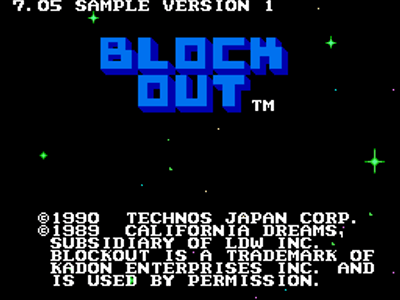 7.05 SAMPLE VERSION 1
BLOCK
OUT TM
©1990 TECHNOS JAPAN CORP.
©1989 CALIFORNIA DREAMS,
SUBSIDIARY OF LDW INC.
BLOCKOUT IS A TRADEMARK OF
KADON ENTERPRISES INC. AND
IS USED BY PERMISSION.